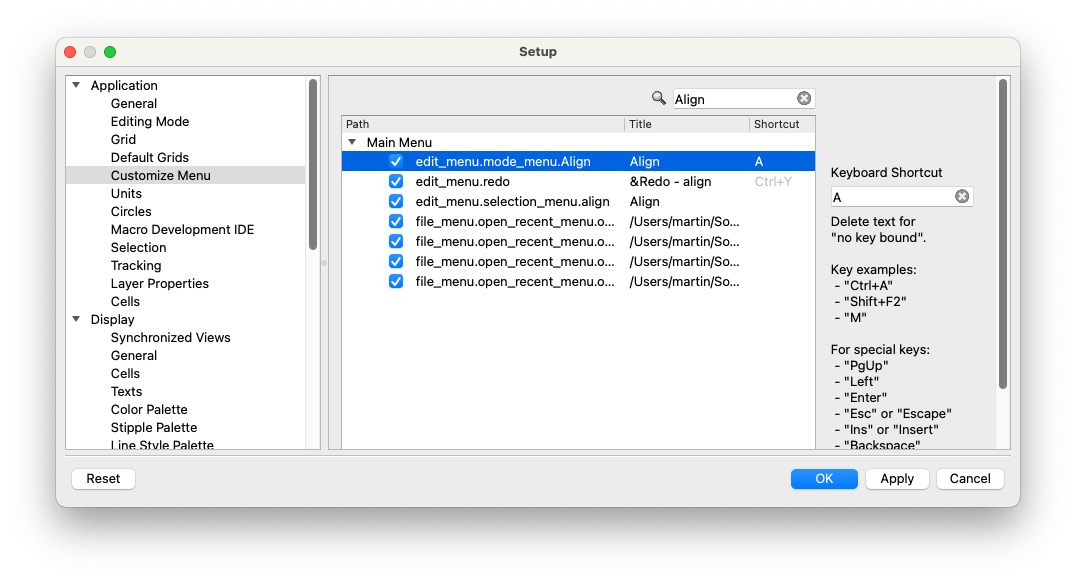 Setup
Application
General
Editing Mode
Grid
Default Grids
Customize Menu
Units
Circles
Macro Development IDE
Selection
Tracking
Layer Properties
Cells
Display
Synchronized Views
General
Cells
Texts
Color Palette
Stipple Palette
Line Style Palette
Align
Path Title Shortcut
Main Menu
edit_menu.mode_menu.Align Align A
edit_menu.redo &Redo - align Ctrl+Y
edit_menu.selection_menu.align Align
file_menu.open_recent_menu.o... /Users/martin/So...
file_menu.open_recent_menu.o... /Users/martin/So...
file_menu.open_recent_menu.o... /Users/martin/So...
file_menu.open_recent_menu.o... /Users/martin/So...
Keyboard Shortcut
A
Delete text for
"no key bound".
Key examples:
- "Ctrl+A"
- "Shift+F2"
- "M"
For special keys:
- "PgUp"
- "Left"
- "Enter"
- "Esc" or "Escape"
- "Ins" or "Insert"
- "Backspace"
Reset OK Apply Cancel